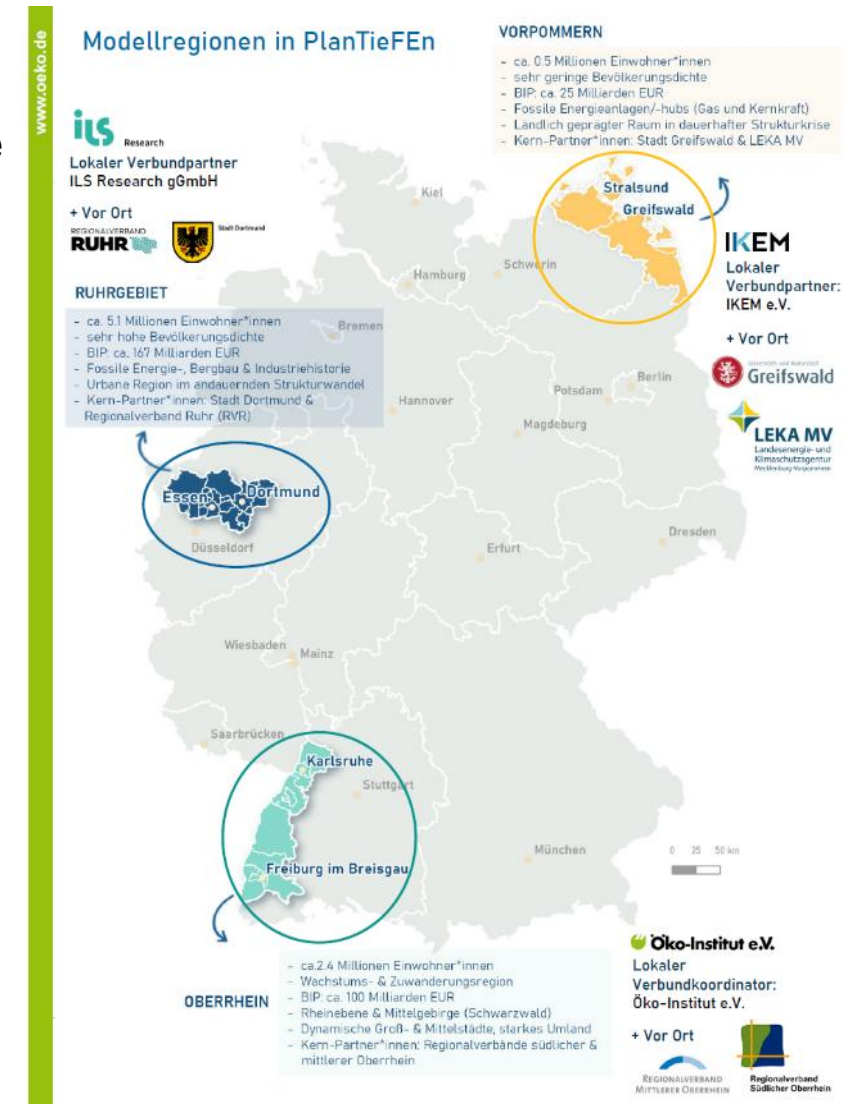 www.oeko.de
e
Modellregionen in PlanTieFEn
VORPOMMERN
- ca. 0.5 Millionen Einwohner*innen
- sehr geringe Bevölkerungsdichte
- BIP: ca. 25 Milliarden EUR
- Fossile Energieanlagen/-hubs (Gas und Kernkraft)
- Ländlich geprägter Raum in dauerhafter Strukturkrise
- Kern-Partner*innen: Stadt Greifswald & LEKA MV
ils Research
Lokaler Verbundpartner
ILS Research gGmbH
+ Vor Ort
REGIONALVERBAND
RUHR
Stadt Dortmund
RUHRGEBIET
- ca. 5.1 Millionen Einwohner*innen
- sehr hohe Bevölkerungsdichte
- BIP: ca. 167 Milliarden EUR
- Fossile Energie-, Bergbau & Industriehistorie
- Urbane Region im andauernden Strukturwandel
- Kern-Partner*innen: Stadt Dortmund &
Regionalverband Ruhr (RVR)
Kiel
Stralsund
Greifswald
Schwerin
Hamburg
Bremen
Hannover
Berlin
Potsdam
Magdeburg
Essen
Dortmund
Düsseldorf
Erfurt
Dresden
Wiesbaden
Mainz
Saarbrücken
Karlsruhe
Stuttgart
Freiburg im Breisgau
München
0 25 50 km
IKEM
Lokaler
Verbundpartner:
IKEM e.V.
+ Vor Ort
Universitäts- und Hansestadt
Greifswald
LEKA MV
Landesenergie- und
Klimaschutzagentur
Mecklenburg-Vorpommern
OBERRHEIN
- ca.2.4 Millionen Einwohner*innen
- Wachstums- & Zuwanderungsregion
- BIP: ca. 100 Milliarden EUR
- Rheinebene & Mittelgebirge (Schwarzwald)
- Dynamische Groß- & Mittelstädte, starkes Umland
- Kern-Partner*innen: Regionalverbände südlicher &
mittlerer Oberrhein
Öko-Institut e.V.
Lokaler
Verbundkoordinator:
Öko-Institut e.V.
+ Vor Ort
REGIONALVERBAND
MITTLERER OBERRHEIN
Regionalverband
Südlicher Oberrhein